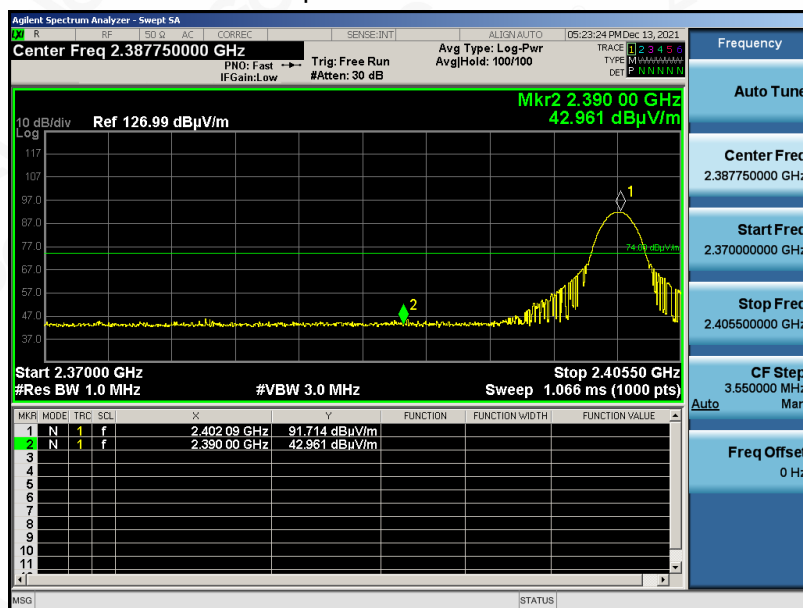 Agilent Spectrum Analyzer - Swept SA
LXI R RF 50 Ω AC CORREC SENSE:INT ALIGN AUTO 05:23:24 PM Dec 13, 2021
Center Freq 2.387750000 GHz
PNO: Fast
IFGain:Low
Trig: Free Run
#Atten: 30 dB
Avg Type: Log-Pwr
Avg|Hold: 100/100
TRACE 1 2 3 4 5 6
TYPE M WWWWW
DET P N N N N N
Mkr2 2.390 00 GHz
42.961 dBµV/m
10 dB/div Ref 126.99 dBµV/m
Log
117
107
97.0
87.0
77.0
67.0
57.0
47.0
37.0
1
74.00 dBµV/m
2
Start 2.37000 GHz Stop 2.40550 GHz
#Res BW 1.0 MHz #VBW 3.0 MHz Sweep 1.066 ms (1000 pts)
MKR MODE TRC SCL X Y FUNCTION FUNCTION WIDTH FUNCTION VALUE
1 N 1 f 2.402 09 GHz 91.714 dBµV/m
2 N 1 f 2.390 00 GHz 42.961 dBµV/m
3
4
5
6
7
8
9
10
11
MSG STATUS
Frequency
Auto Tune
Center Freq
2.387750000 GHz
Start Freq
2.370000000 GHz
Stop Freq
2.405500000 GHz
CF Step
3.550000 MHz
Auto Man
Freq Offset
0 Hz